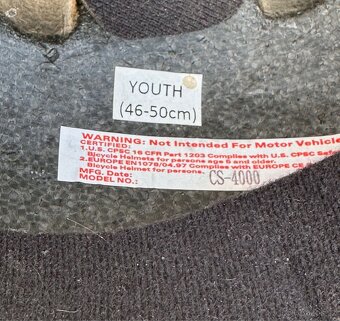 YOUTH
(46-50cm)
WARNING: Not Intended For Motor Vehicle
CERTIFIED:
1.U.S. CPSC 16 CFR Part 1203 Complies with U.S. CPSC Safe
Bicycle Helmets for persons age 5 and older.
2.EUROPE EN1078/04.97 Complies with EUROPE CE
Bicycle Helmet for persons.
MFG. DATE:
MODEL NO.: CS-4000